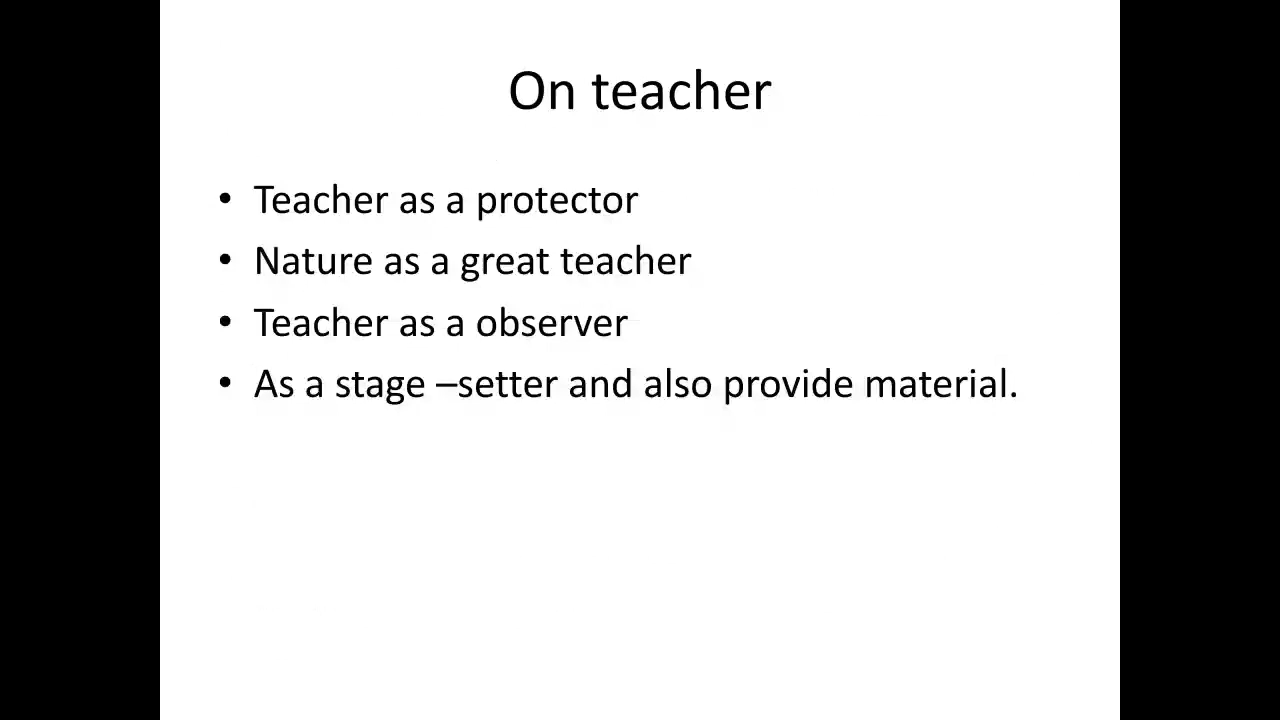 On teacher
• Teacher as a protector
• Nature as a great teacher
• Teacher as a observer
• As a stage –setter and also provide material.